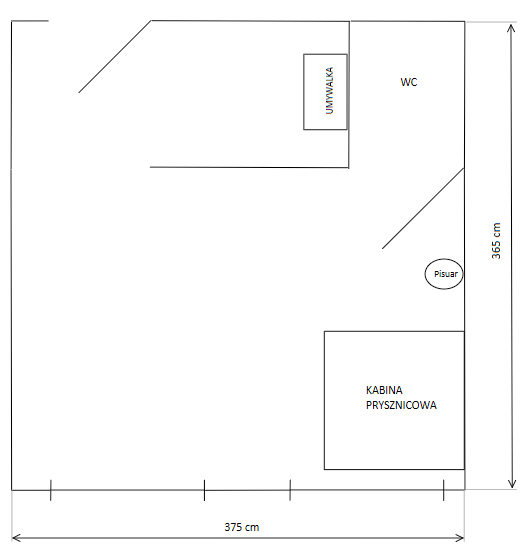 UMYWALKA
WC
365 cm
Pisuar
KABINA
PRYSZNICOWA
375 cm